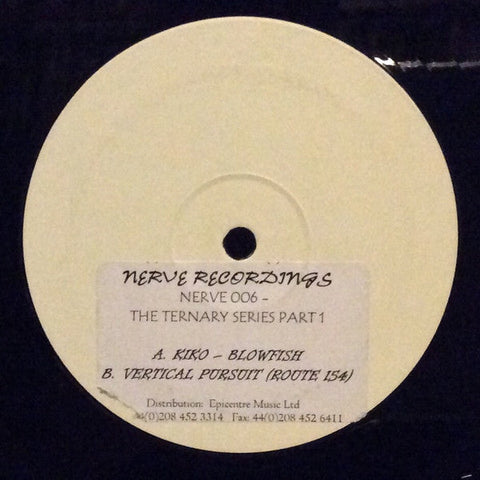 NERVE RECORDINGS
NERVE 006 –
THE TERNARY SERIES PART 1
A. KIKO – BLOWFISH
B. VERTICAL PURSUIT (ROUTE 154)
Distribution: Epicentre Music Ltd
44(0)208 452 3314 Fax: 44(0)208 452 6411